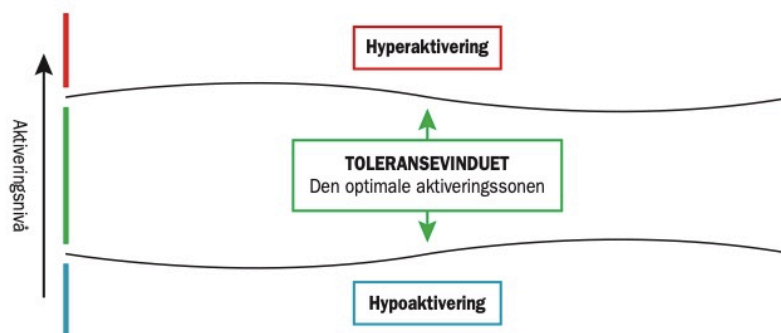 Hyperaktivering
Aktiveringsnivå
TOLERANSEVINDUET
Den optimale aktiveringssonen
Hypoaktivering